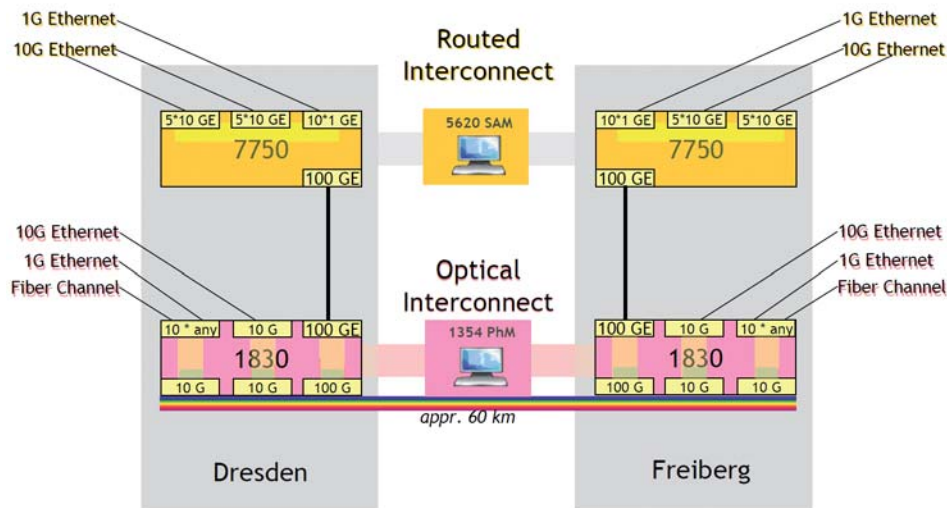 1G Ethernet
10G Ethernet
Routed
Interconnect
1G Ethernet
10G Ethernet
5*10 GE
5*10 GE
10*1 GE
7750
100 GE
5620 SAM
10*1 GE
5*10 GE
5*10 GE
7750
100 GE
10G Ethernet
1G Ethernet
Fiber Channel
Optical
Interconnect
10G Ethernet
1G Ethernet
Fiber Channel
10 * any
10 G
100 GE
1830
10 G
10 G
100 G
1354 PhM
100 GE
10 G
10 * any
1830
100 G
10 G
10 G
appr. 60 km
Dresden
Freiberg